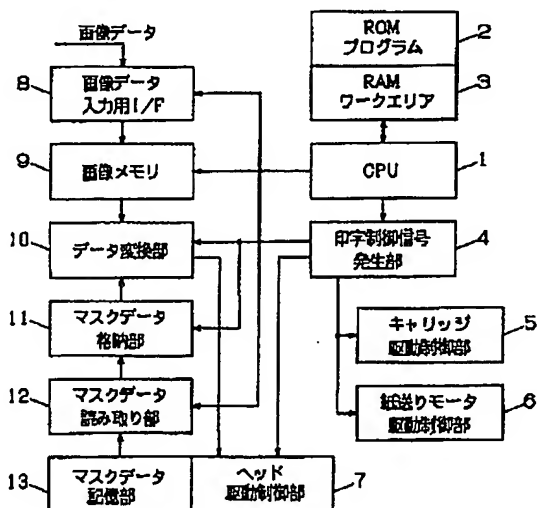 画像データ
8
画像データ
入力用I/F
9
画像メモリ
10
データ変換部
11
マスクデータ
格納部
12
マスクデータ
読み取り部
13
マスクデータ
記憶部
ROM
プログラム
2
RAM
ワークエリア
3
CPU
1
印字制御信号
発生部
4
キャリッジ
駆動制御部
5
紙送りモータ
駆動制御部
6
ヘッド
駆動制御部
7